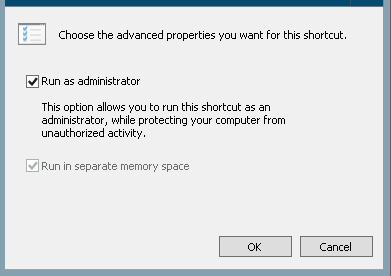 Choose the advanced properties you want for this shortcut.
Run as administrator
This option allows you to run this shortcut as an
administrator, while protecting your computer from
unauthorized activity.
Run in separate memory space
OK
Cancel